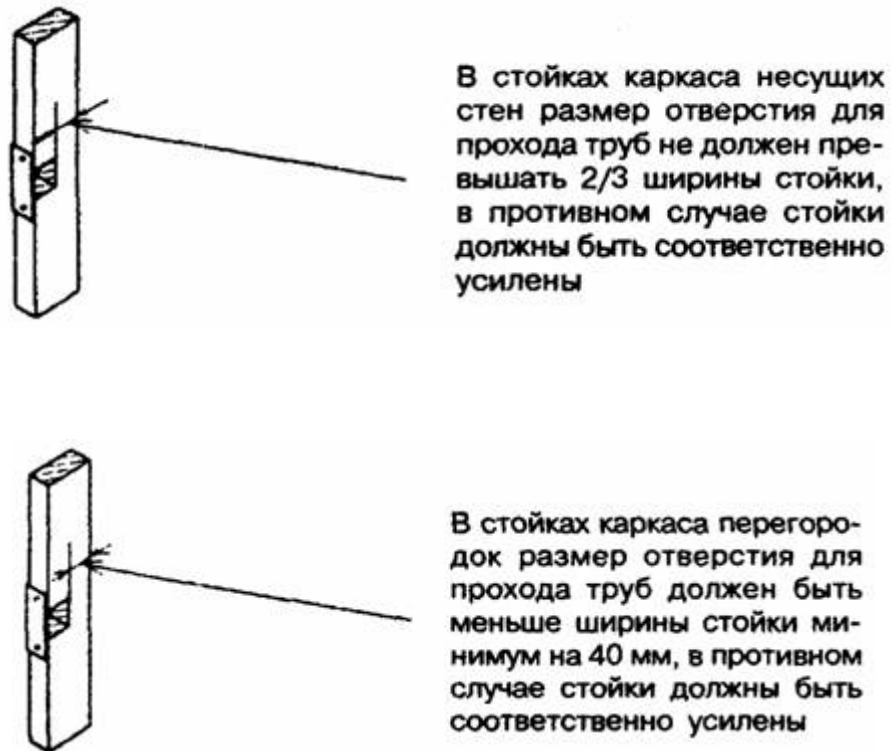 В стойках каркаса несущих
стен размер отверстия для
прохода труб не должен пре-
вышать 2/3 ширины стойки,
в противном случае стойки
должны быть соответственно
усилены
В стойках каркаса перегоро-
док размер отверстия для
прохода труб должен быть
меньше ширины стойки ми-
нимум на 40 мм, в противном
случае стойки должны быть
соответственно усилены